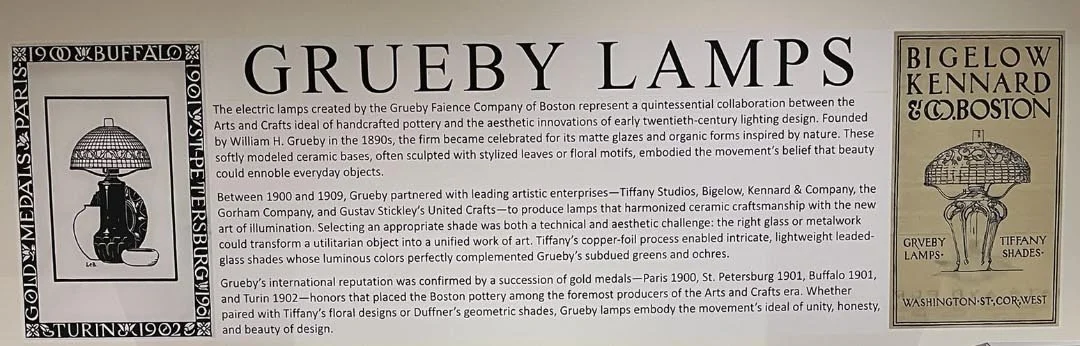 GOLD MEDALS PARIS
1900 BUFFALO
1901 ST PETERSBURG 1901
TURIN 1902
LeB
GRUEBY LAMPS
The electric lamps created by the Grueby Faience Company of Boston represent a quintessential collaboration between the
Arts and Crafts ideal of handcrafted pottery and the aesthetic innovations of early twentieth-century lighting design. Founded
by William H. Grueby in the 1890s, the firm became celebrated for its matte glazes and organic forms inspired by nature. These
softly modeled ceramic bases, often sculpted with stylized leaves or floral motifs, embodied the movement's belief that beauty
could ennoble everyday objects.
Between 1900 and 1909, Grueby partnered with leading artistic enterprises—Tiffany Studios, Bigelow, Kennard & Company, the
Gorham Company, and Gustav Stickley's United Crafts—to produce lamps that harmonized ceramic craftsmanship with the new
art of illumination. Selecting an appropriate shade was both a technical and aesthetic challenge: the right glass or metalwork
could transform a utilitarian object into a unified work of art. Tiffany's copper-foil process enabled intricate, lightweight leaded-
glass shades whose luminous colors perfectly complemented Grueby's subdued greens and ochres.
Grueby's international reputation was confirmed by a succession of gold medals—Paris 1900, St. Petersburg 1901, Buffalo 1901,
and Turin 1902—honors that placed the Boston pottery among the foremost producers of the Arts and Crafts era. Whether
paired with Tiffany's floral designs or Duffner's geometric shades, Grueby lamps embody the movement's ideal of unity, honesty,
and beauty of design.
BIGELOW
KENNARD
& CO. BOSTON
GRVEBY
LAMPS·
TIFFANY
SHADES·
WASHINGTON·ST·COR·WEST